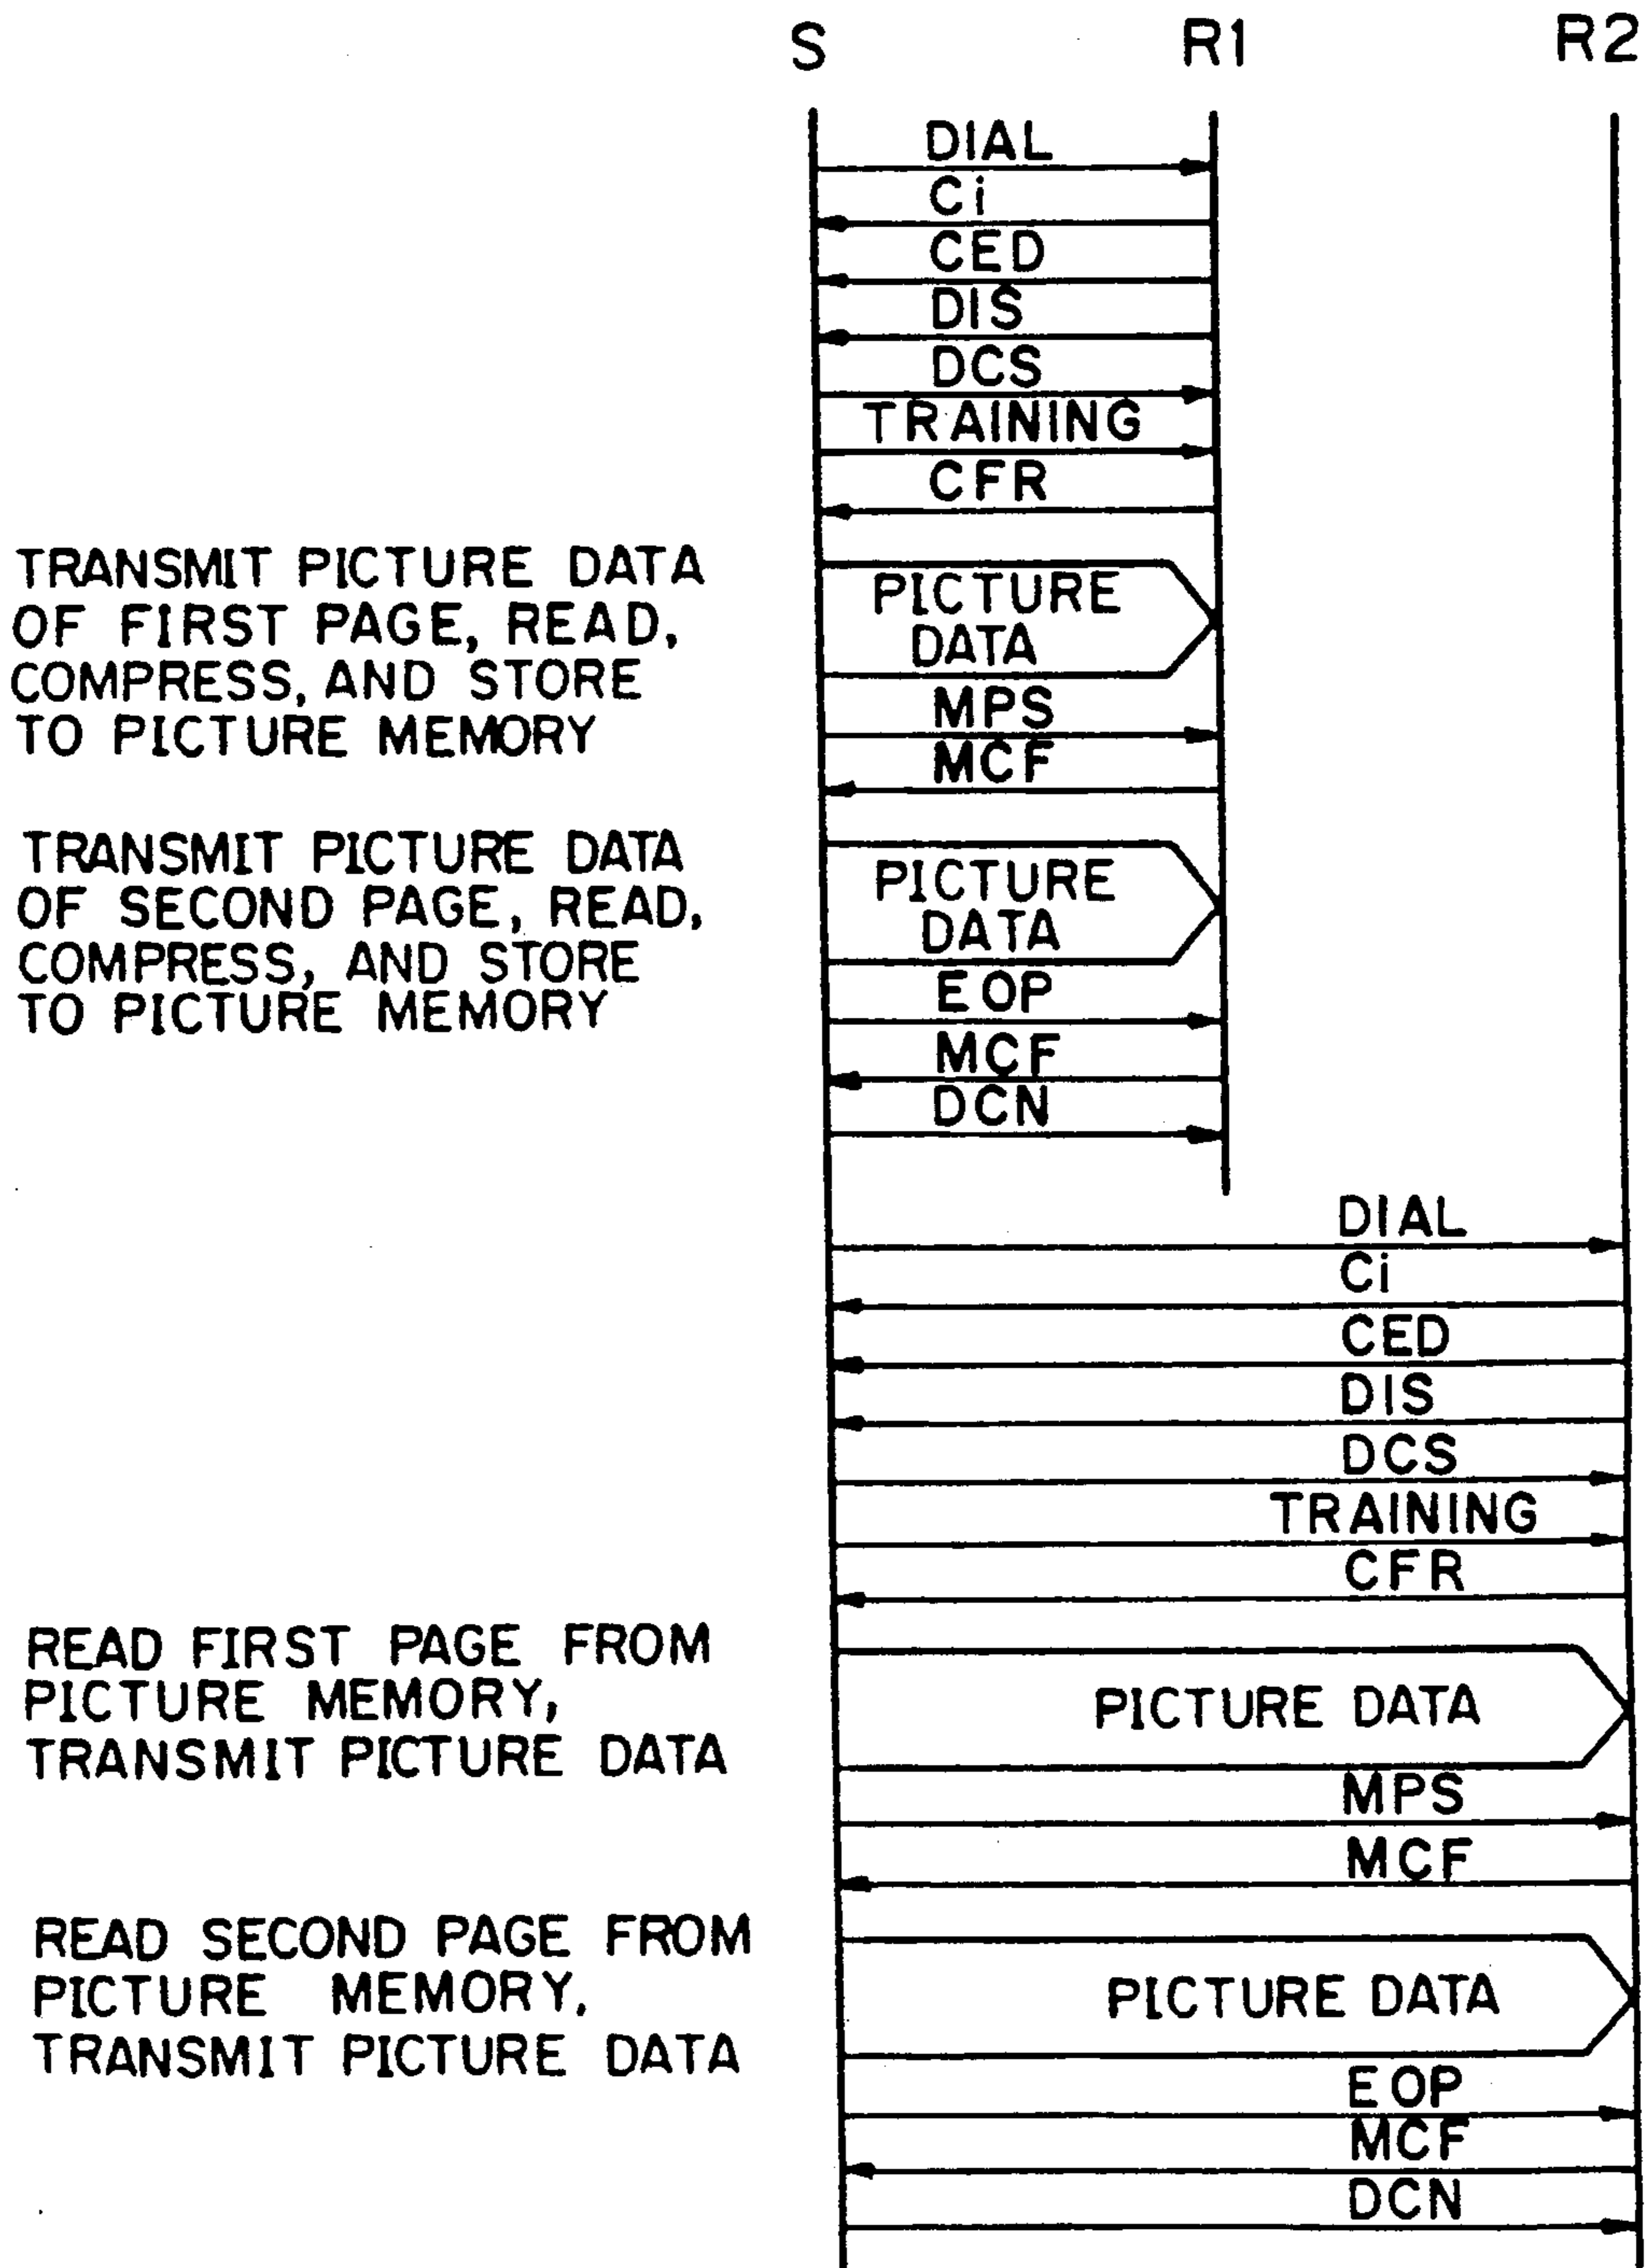 S R1 R2
DIAL
Ci
CED
DIS
DCS
TRAINING
CFR
TRANSMIT PICTURE DATA
OF FIRST PAGE, READ,
COMPRESS, AND STORE
TO PICTURE MEMORY
PICTURE
DATA
MPS
MCF
TRANSMIT PICTURE DATA
OF SECOND PAGE, READ,
COMPRESS, AND STORE
TO PICTURE MEMORY
PICTURE
DATA
EOP
MCF
DCN
DIAL
Ci
CED
DIS
DCS
TRAINING
CFR
READ FIRST PAGE FROM
PICTURE MEMORY,
TRANSMIT PICTURE DATA
PICTURE DATA
MPS
MCF
READ SECOND PAGE FROM
PICTURE MEMORY,
TRANSMIT PICTURE DATA
PICTURE DATA
EOP
MCF
DCN